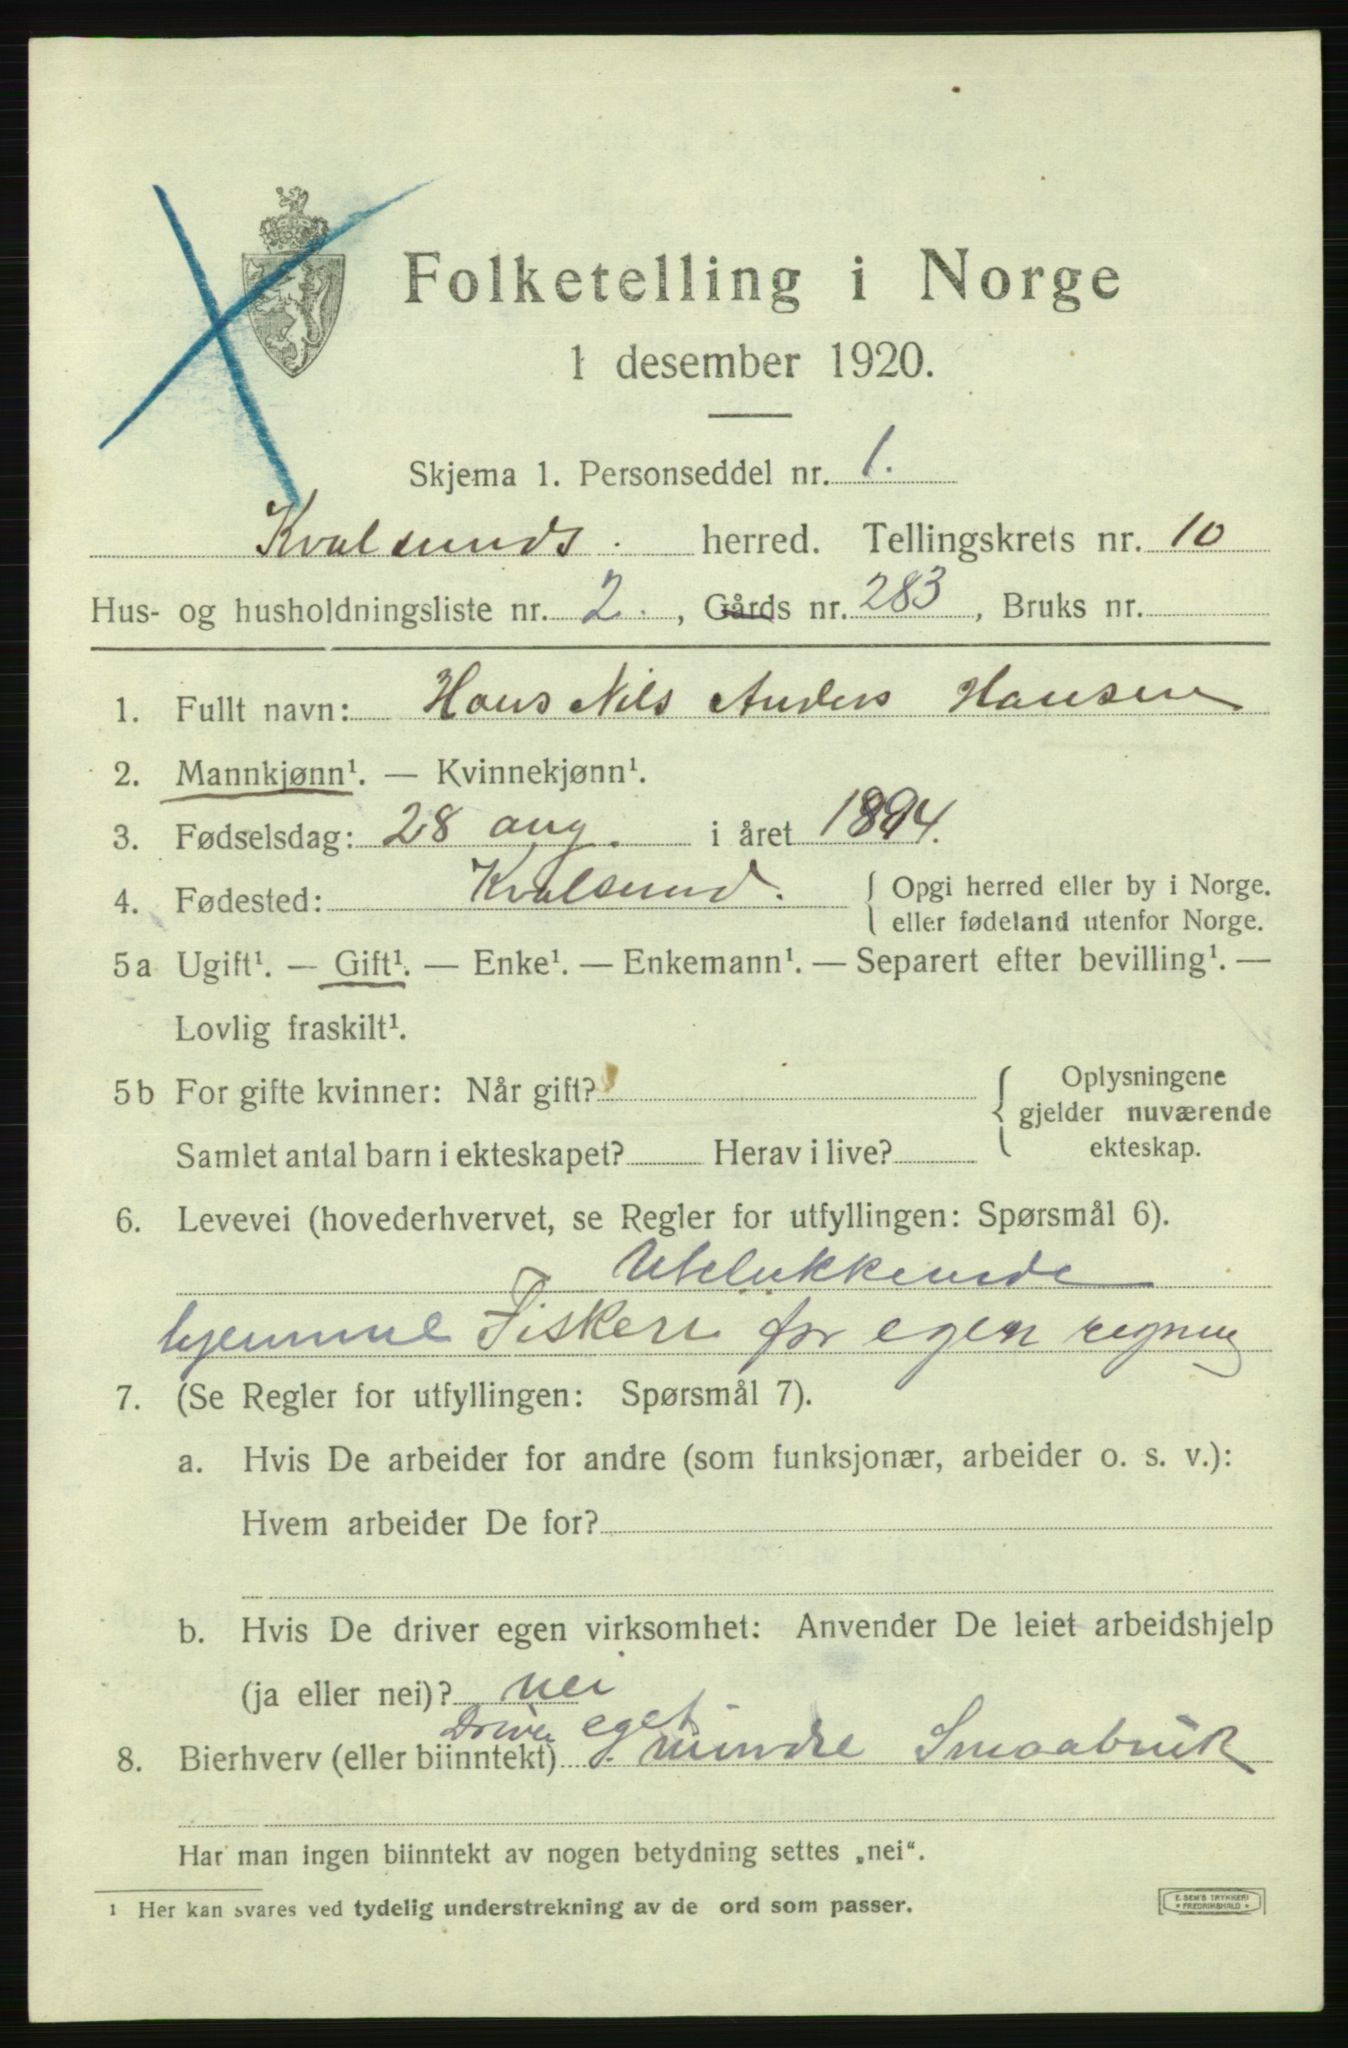 Folketelling i Norge
1 desember 1920.
Skjema 1. Personseddel nr. 1.
Kvalsunds. herred. Tellingskrets nr. 10
Hus- og husholdningsliste nr. 2., Gårds nr. 283, Bruks nr.
1. Fullt navn: Hans Nils Anders Hansen
2. Mannkjønn¹. — Kvinnekjønn¹.
3. Fødselsdag: 28 aug. i året 1894.
4. Fødested: Kvalsund. { Opgi herred eller by i Norge.
{ eller fødeland utenfor Norge.
5a Ugift¹. — Gift¹. — Enke¹. — Enkemann¹. — Separert efter bevilling¹. —
Lovlig fraskilt¹.
5b For gifte kvinner: Når gift?
Samlet antal barn i ekteskapet? Herav i live?
{ Oplysningene
gjelder nuværende
ekteskap.
6. Levevei (hovederhvervet, se Regler for utfyllingen: Spørsmål 6).
Utelukkende
hjemme Fiskeri for egen regning
7. (Se Regler for utfyllingen: Spørsmål 7).
a. Hvis De arbeider for andre (som funksjonær, arbeider o. s. v.):
Hvem arbeider De for?
b. Hvis De driver egen virksomhet: Anvender De leiet arbeidshjelp
(ja eller nei)? nei
Driver eget
8. Bierhverv (eller biinntekt) mindre Smaabruk
Har man ingen biinntekt av nogen betydning settes „nei“.
¹ Her kan svares ved tydelig understrekning av de ord som passer.
E. SEM'S TRYKKERI
* FREDRIKSHALD *